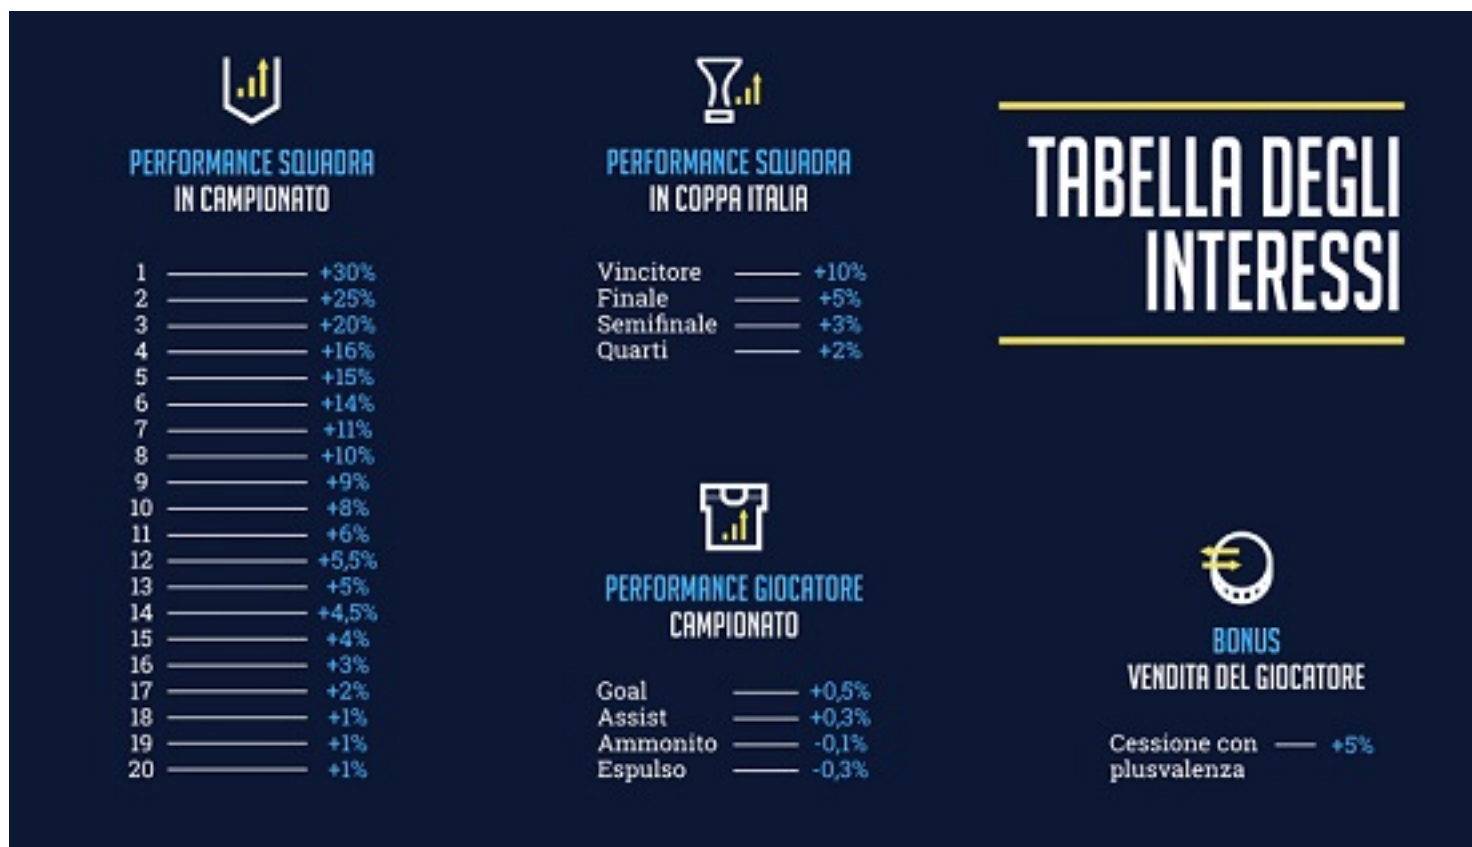 PERFORMANCE SQUADRA
IN CAMPIONATO
1 +30%
2 +25%
3 +20%
4 +16%
5 +15%
6 +14%
7 +11%
8 +10%
9 +9%
10 +8%
11 +6%
12 +5,5%
13 +5%
14 +4,5%
15 +4%
16 +3%
17 +2%
18 +1%
19 +1%
20 +1%
PERFORMANCE SQUADRA
IN COPPA ITALIA
Vincitore +10%
Finale +5%
Semifinale +3%
Quarti +2%
PERFORMANCE GIOCATORE
CAMPIONATO
Goal +0,5%
Assist +0,3%
Ammonito -0,1%
Espulso -0,3%
TABELLA DEGLI
INTERESSI
BONUS
VENDITA DEL GIOCATORE
Cessione con +5%
plusvalenza